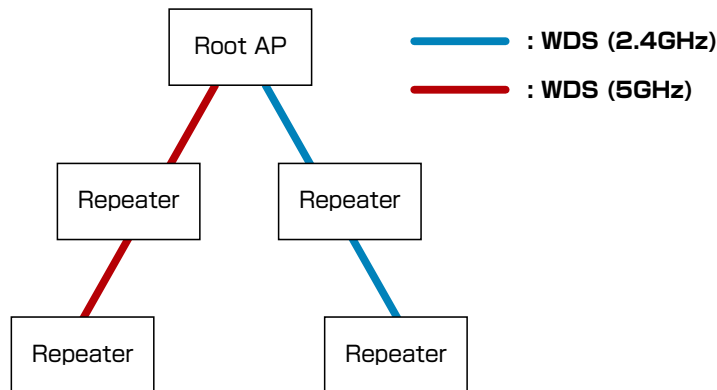 Root AP
: WDS (2.4GHz)
: WDS (5GHz)
Repeater
Repeater
Repeater
Repeater